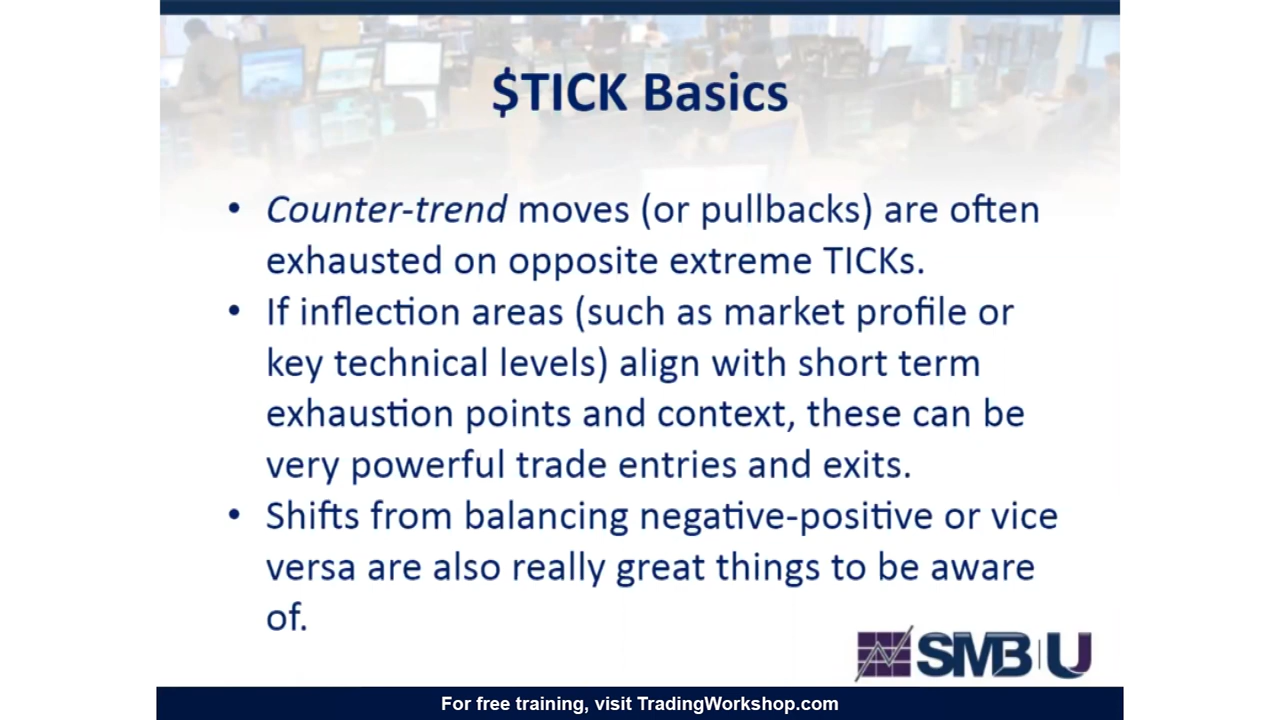 $TICK Basics
• Counter-trend moves (or pullbacks) are often
exhausted on opposite extreme TICKs.
• If inflection areas (such as market profile or
key technical levels) align with short term
exhaustion points and context, these can be
very powerful trade entries and exits.
• Shifts from balancing negative-positive or vice
versa are also really great things to be aware
of.
SMB U
For free training, visit TradingWorkshop.com